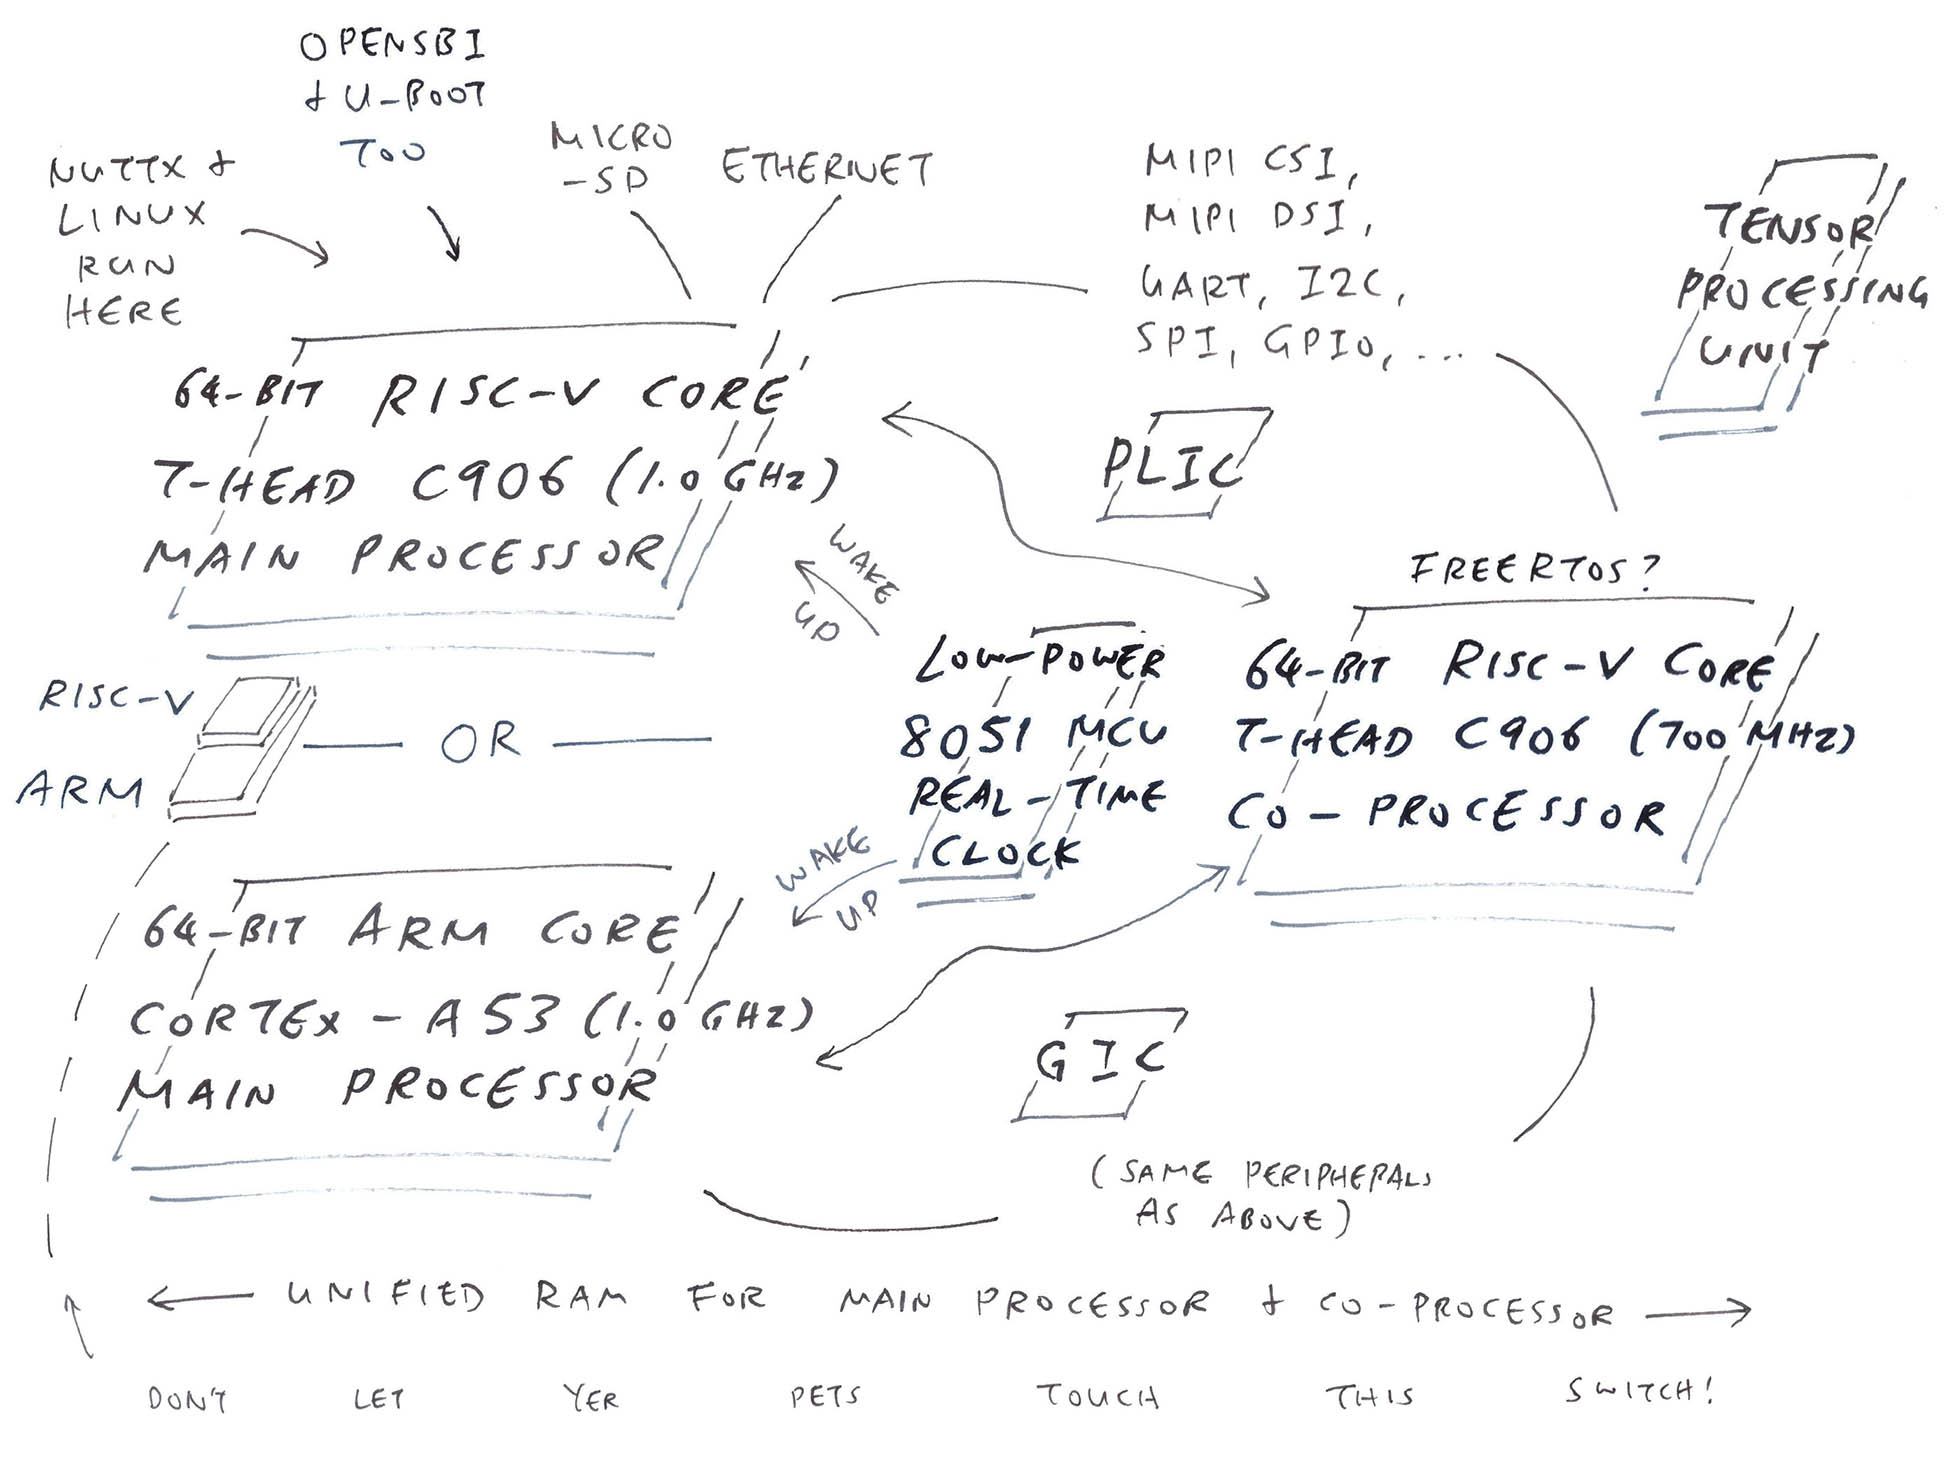 OPENSBI
+ U-BOOT
TOO
NUTTX +
LINUX
RUN
HERE
MICRO
-SD
ETHERNET
MIPI CSI,
MIPI DSI,
UART, I2C,
SPI, GPIO, ...
TENSOR
PROCESSING
UNIT
64-BIT RISC-V CORE
T-HEAD C906 (1.0 GHz)
MAIN PROCESSOR
PLIC
WAKE
UP
FREERTOS?
LOW-POWER
8051 MCU
REAL-TIME
CLOCK
64-BIT RISC-V CORE
T-HEAD C906 (700 MHz)
CO-PROCESSOR
RISC-V
OR
ARM
WAKE
UP
64-BIT ARM CORE
CORTEX-A53 (1.0 GHZ)
MAIN PROCESSOR
GIC
(SAME PERIPHERALS
AS ABOVE)
UNIFIED RAM FOR MAIN PROCESSOR + CO-PROCESSOR
DON'T LET YER PETS TOUCH THIS SWITCH!